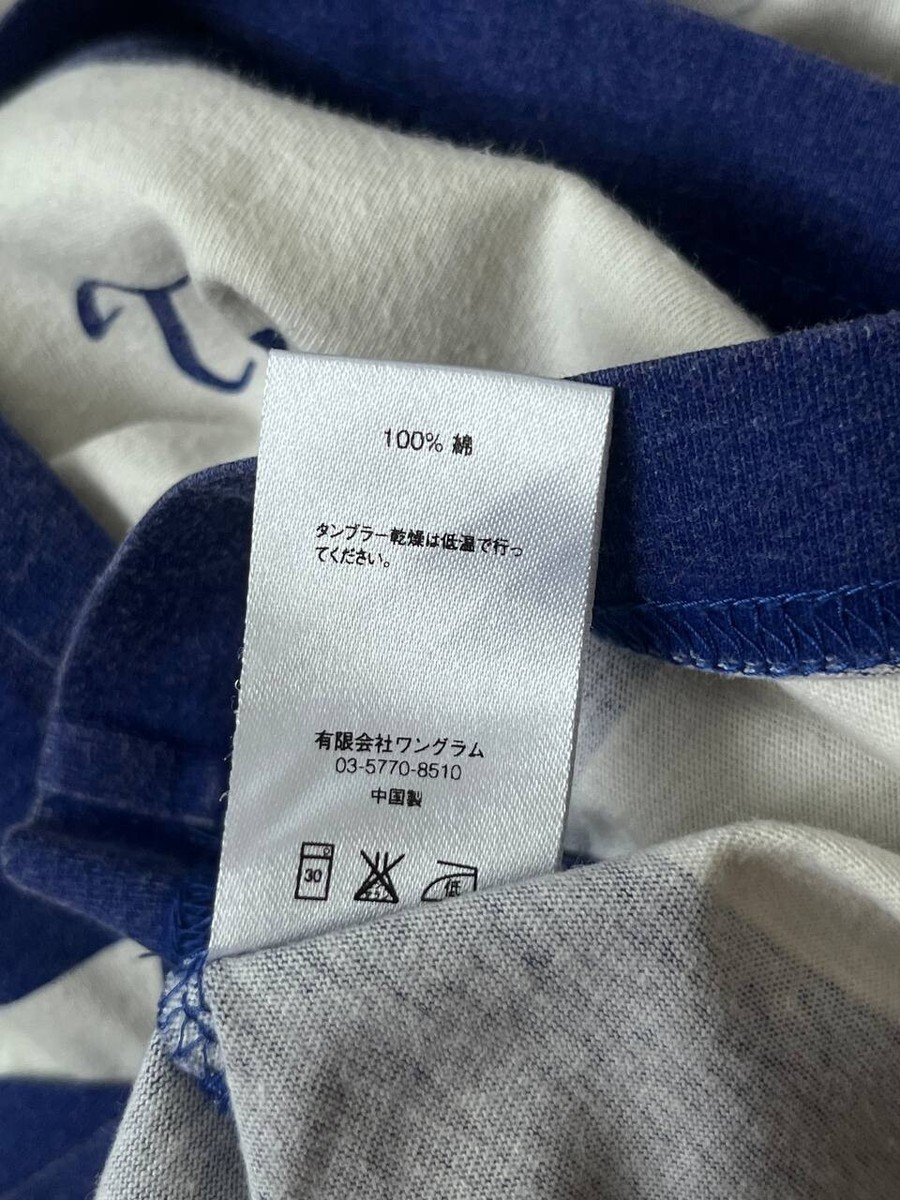 T
100% 綿
タンブラー乾燥は低温で行っ
てください。
有限会社ワングラム
03-5770-8510
中国製
30
低